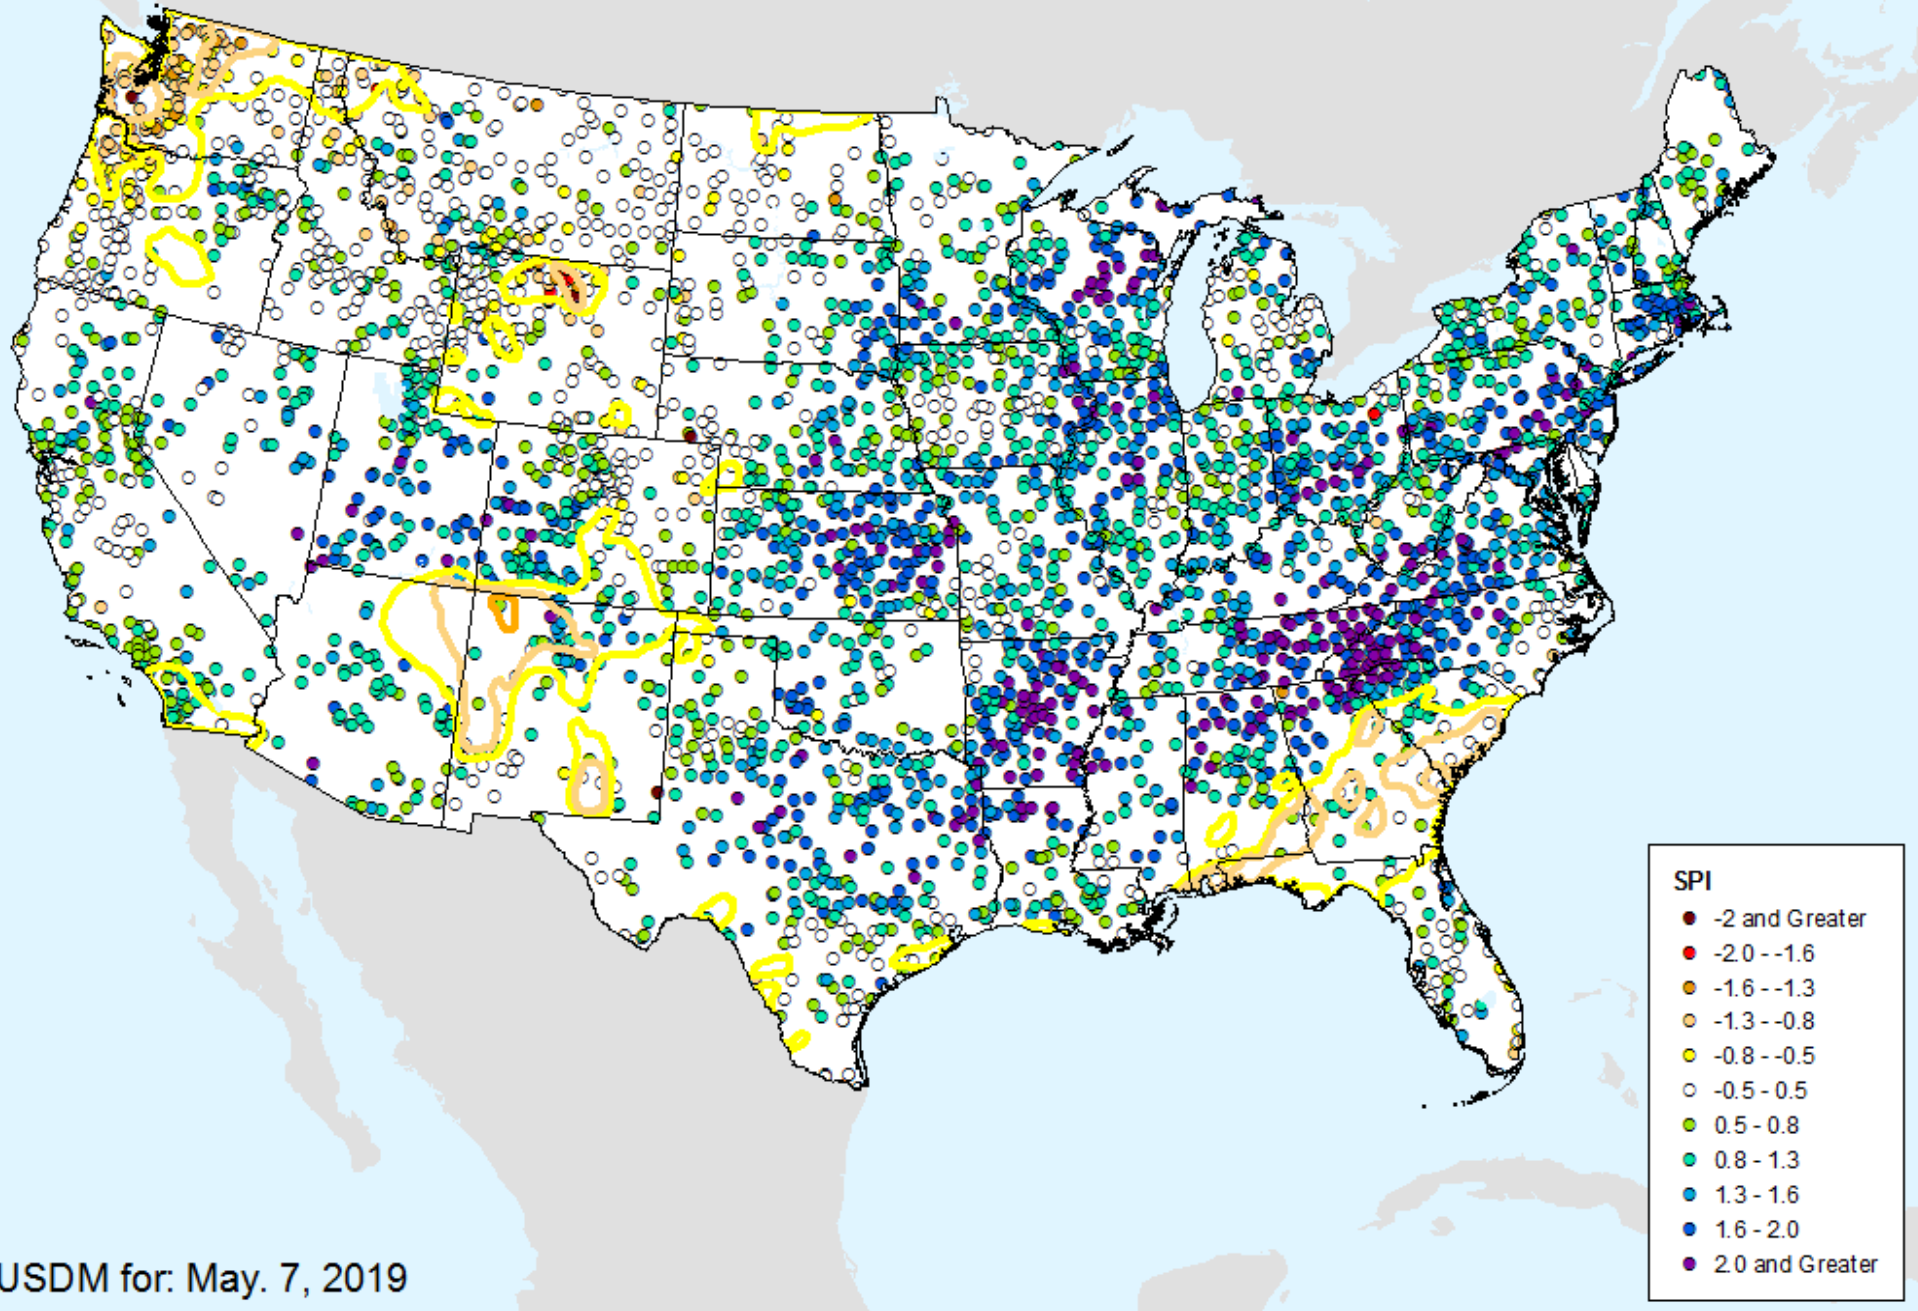 SPI
-2 and Greater
-2.0 - -1.6
-1.6 - -1.3
-1.3 - -0.8
-0.8 - -0.5
-0.5 - 0.5
0.5 - 0.8
0.8 - 1.3
1.3 - 1.6
1.6 - 2.0
2.0 and Greater
USDM for: May. 7, 2019